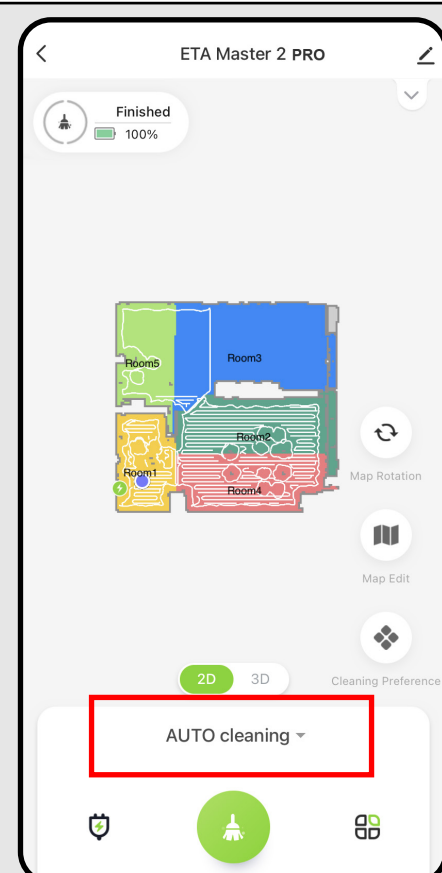 ETA Master 2 PRO
Finished
100%
Room5
Room3
Room2
Room1
Room4
Map Rotation
Map Edit
2D 3D
Cleaning Preference
AUTO cleaning